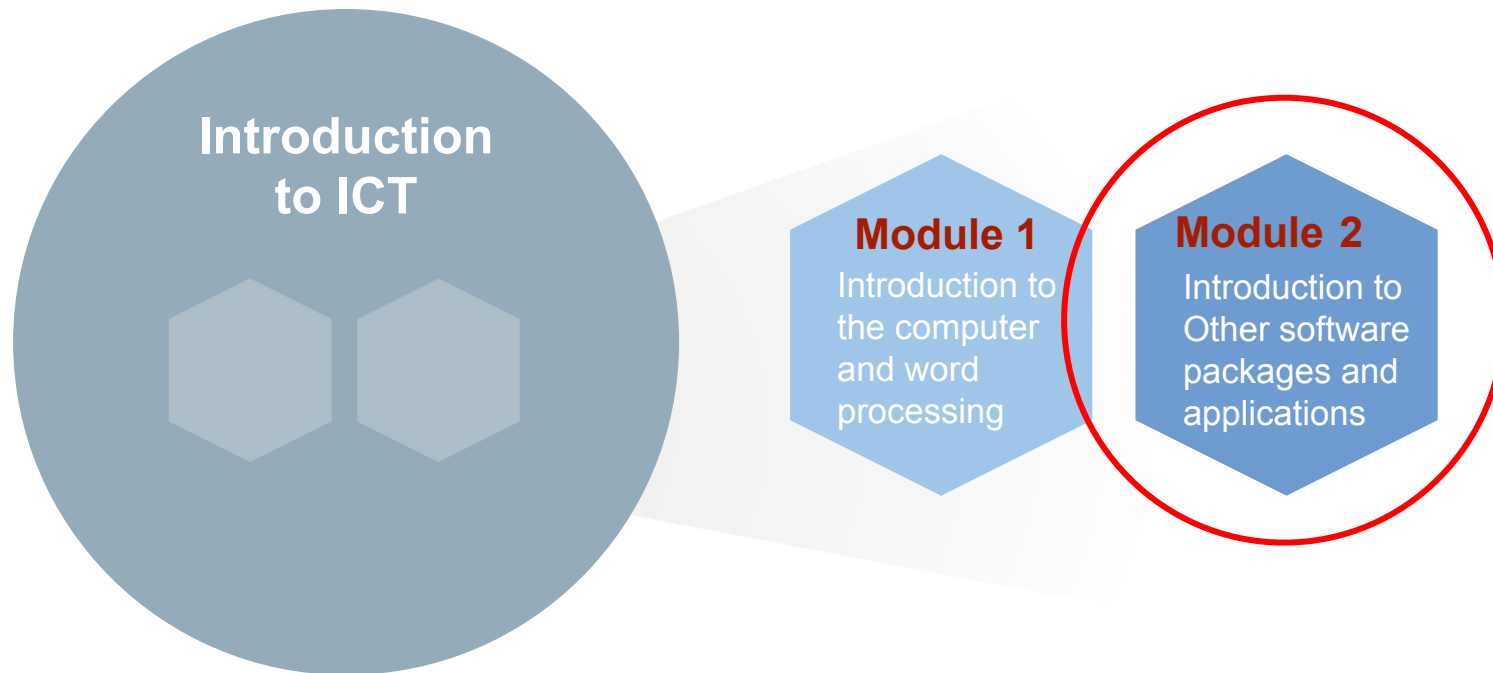 Introduction
to ICT
Module 1
Introduction to
the computer
and word
processing
Module 2
Introduction to
Other software
packages and
applications